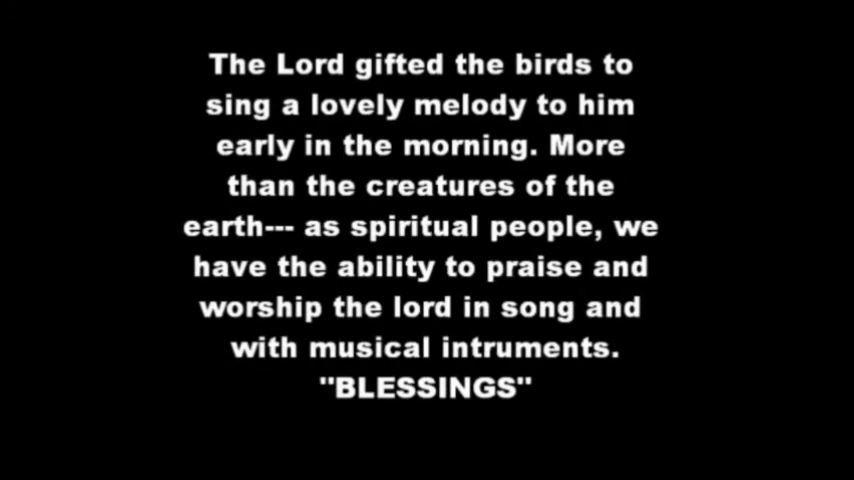 The Lord gifted the birds to
sing a lovely melody to him
early in the morning. More
than the creatures of the
earth--- as spiritual people, we
have the ability to praise and
worship the lord in song and
with musical intruments.
"BLESSINGS"